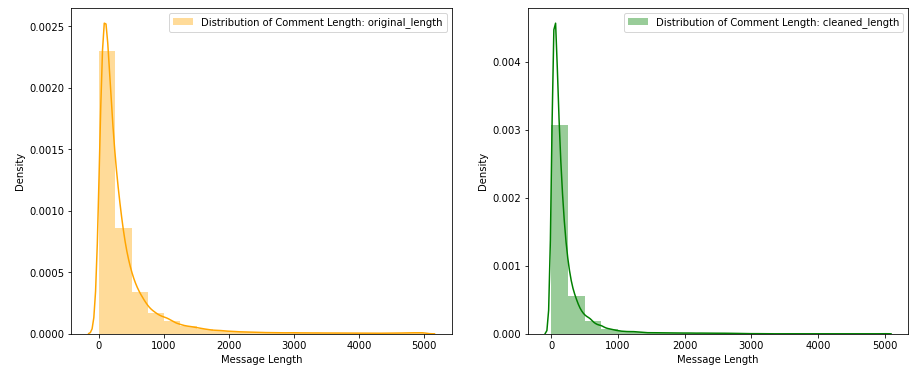 Distribution of Comment Length: original_length
0.0025
0.0020
0.0015
0.0010
0.0005
0.0000
Density
0 1000 2000 3000 4000 5000
Message Length
Distribution of Comment Length: cleaned_length
0.004
0.003
0.002
0.001
0.000
Density
0 1000 2000 3000 4000 5000
Message Length